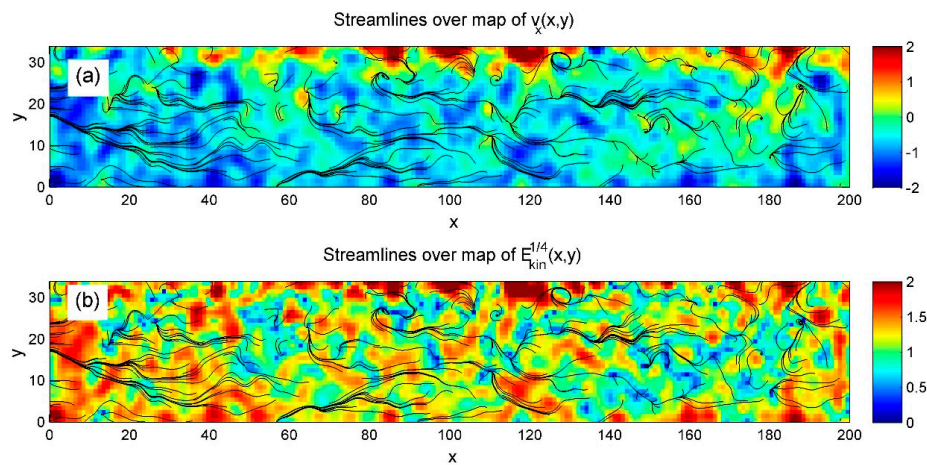 Streamlines over map of vx(x,y)
(a)
30
20
10
0
y
0 20 40 60 80 100 120 140 160 180 200
x
2
1
0
-1
-2
Streamlines over map of E^{1/4}_{kin}(x,y)
(b)
30
20
10
0
y
0 20 40 60 80 100 120 140 160 180 200
x
2
1.5
1
0.5
0